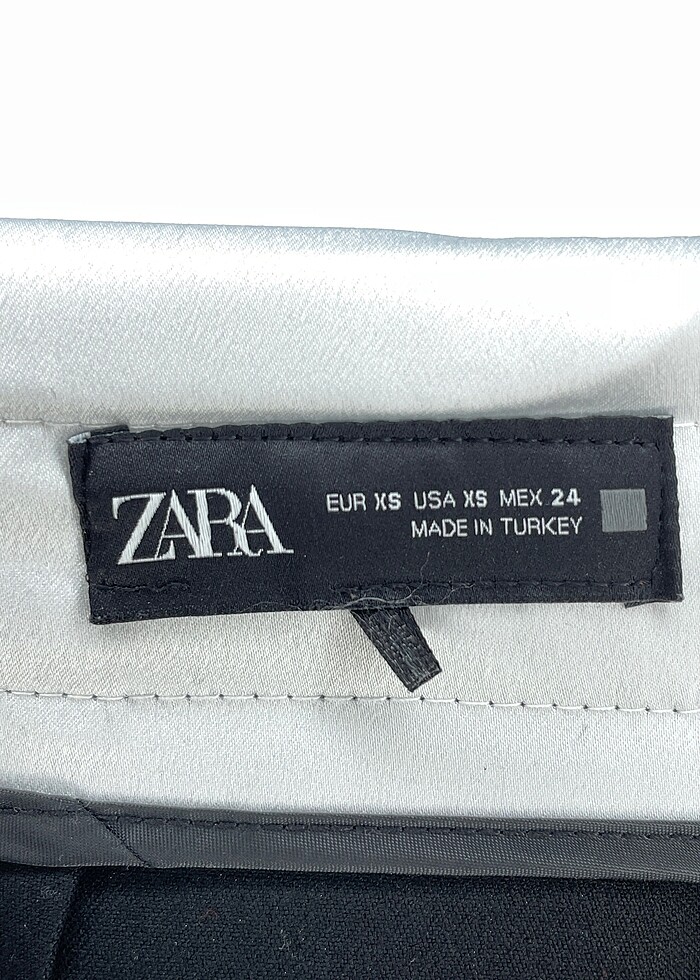 ZARA
EUR XS USA XS MEX 24
MADE IN TURKEY